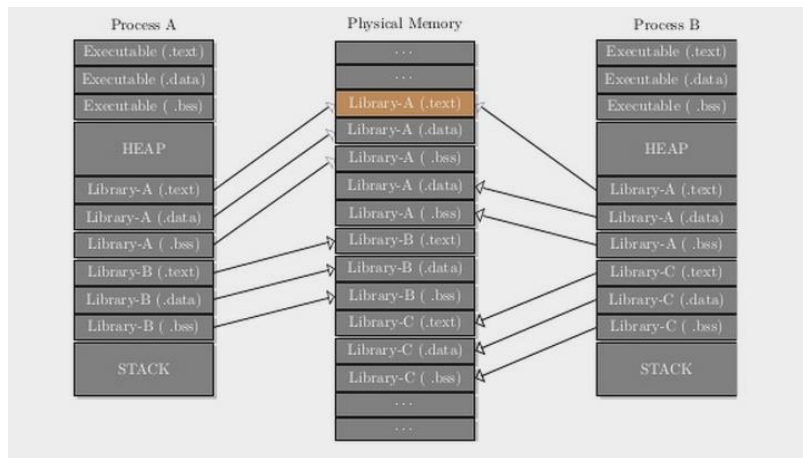 Process A
Executable (.text)
Executable (.data)
Executable ( .bss)
HEAP
Library-A (.text)
Library-A (.data)
Library-A ( .bss)
Library-B (.text)
Library-B (.data)
Library-B ( .bss)
STACK
Physical Memory
...
...
Library-A (.text)
Library-A (.data)
Library-A ( .bss)
Library-A (.data)
Library-A ( .bss)
Library-B (.text)
Library-B (.data)
Library-B ( .bss)
Library-C (.text)
Library-C (.data)
Library-C ( .bss)
...
...
Process B
Executable (.text)
Executable (.data)
Executable ( .bss)
HEAP
Library-A (.text)
Library-A (.data)
Library-A ( .bss)
Library-C (.text)
Library-C (.data)
Library-C ( .bss)
STACK